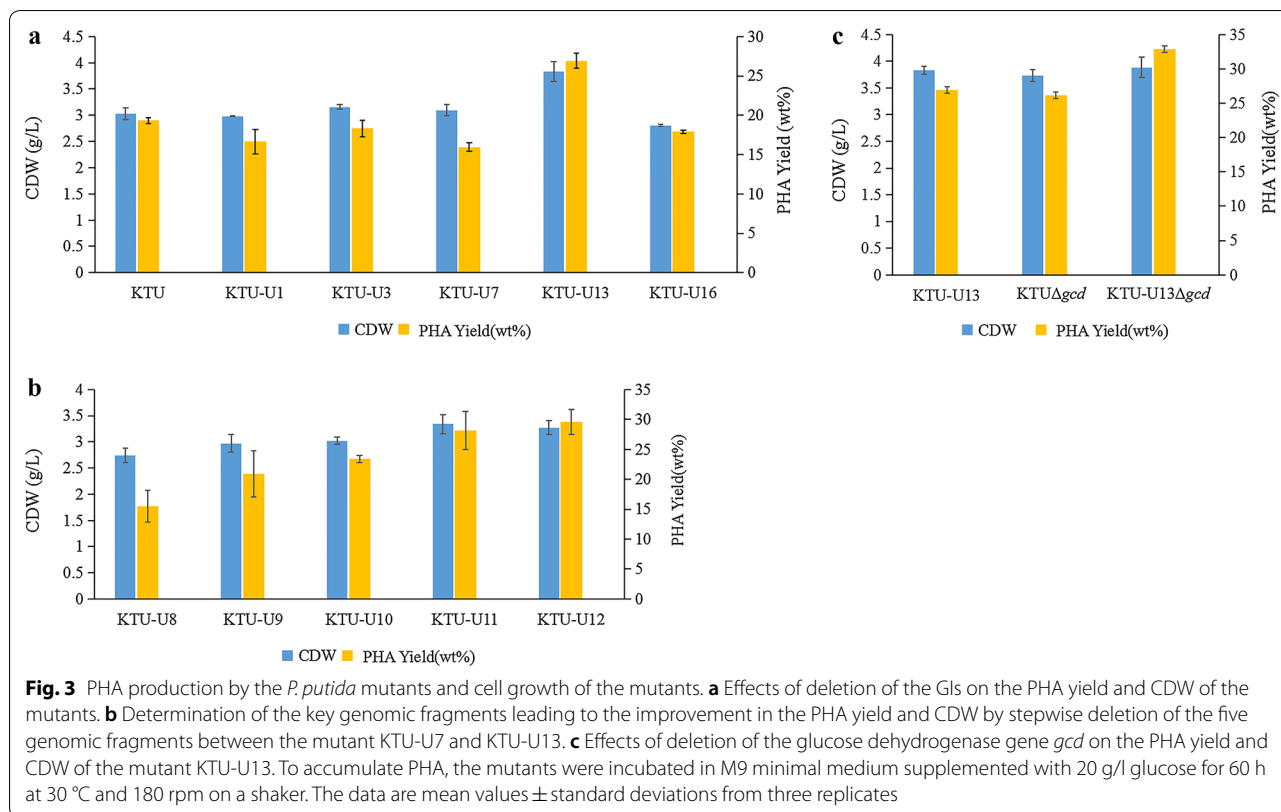 a
4.5
4
3.5
3
2.5
2
1.5
1
0.5
0
CDW (g/L)
30
25
20
15
10
5
0
PHA Yield (wt%)
KTU KTU-U1 KTU-U3 KTU-U7 KTU-U13 KTU-U16
CDW PHA Yield(wt%)
c
4.5
4
3.5
3
2.5
2
1.5
1
0.5
0
CDW (g/L)
35
30
25
20
15
10
5
0
PHA Yield(wt%)
KTU-U13 KTUΔgcd KTU-U13Δgcd
CDW PHA Yield(wt%)
b
4
3.5
3
2.5
2
1.5
1
0.5
0
CDW (g/L)
35
30
25
20
15
10
5
0
PHA Yield(wt%)
KTU-U8 KTU-U9 KTU-U10 KTU-U11 KTU-U12
CDW PHA Yield(wt%)
Fig. 3 PHA production by the P. putida mutants and cell growth of the mutants. a Effects of deletion of the GIs on the PHA yield and CDW of the
mutants. b Determination of the key genomic fragments leading to the improvement in the PHA yield and CDW by stepwise deletion of the five
genomic fragments between the mutant KTU-U7 and KTU-U13. c Effects of deletion of the glucose dehydrogenase gene gcd on the PHA yield and
CDW of the mutant KTU-U13. To accumulate PHA, the mutants were incubated in M9 minimal medium supplemented with 20 g/l glucose for 60 h
at 30 °C and 180 rpm on a shaker. The data are mean values ± standard deviations from three replicates